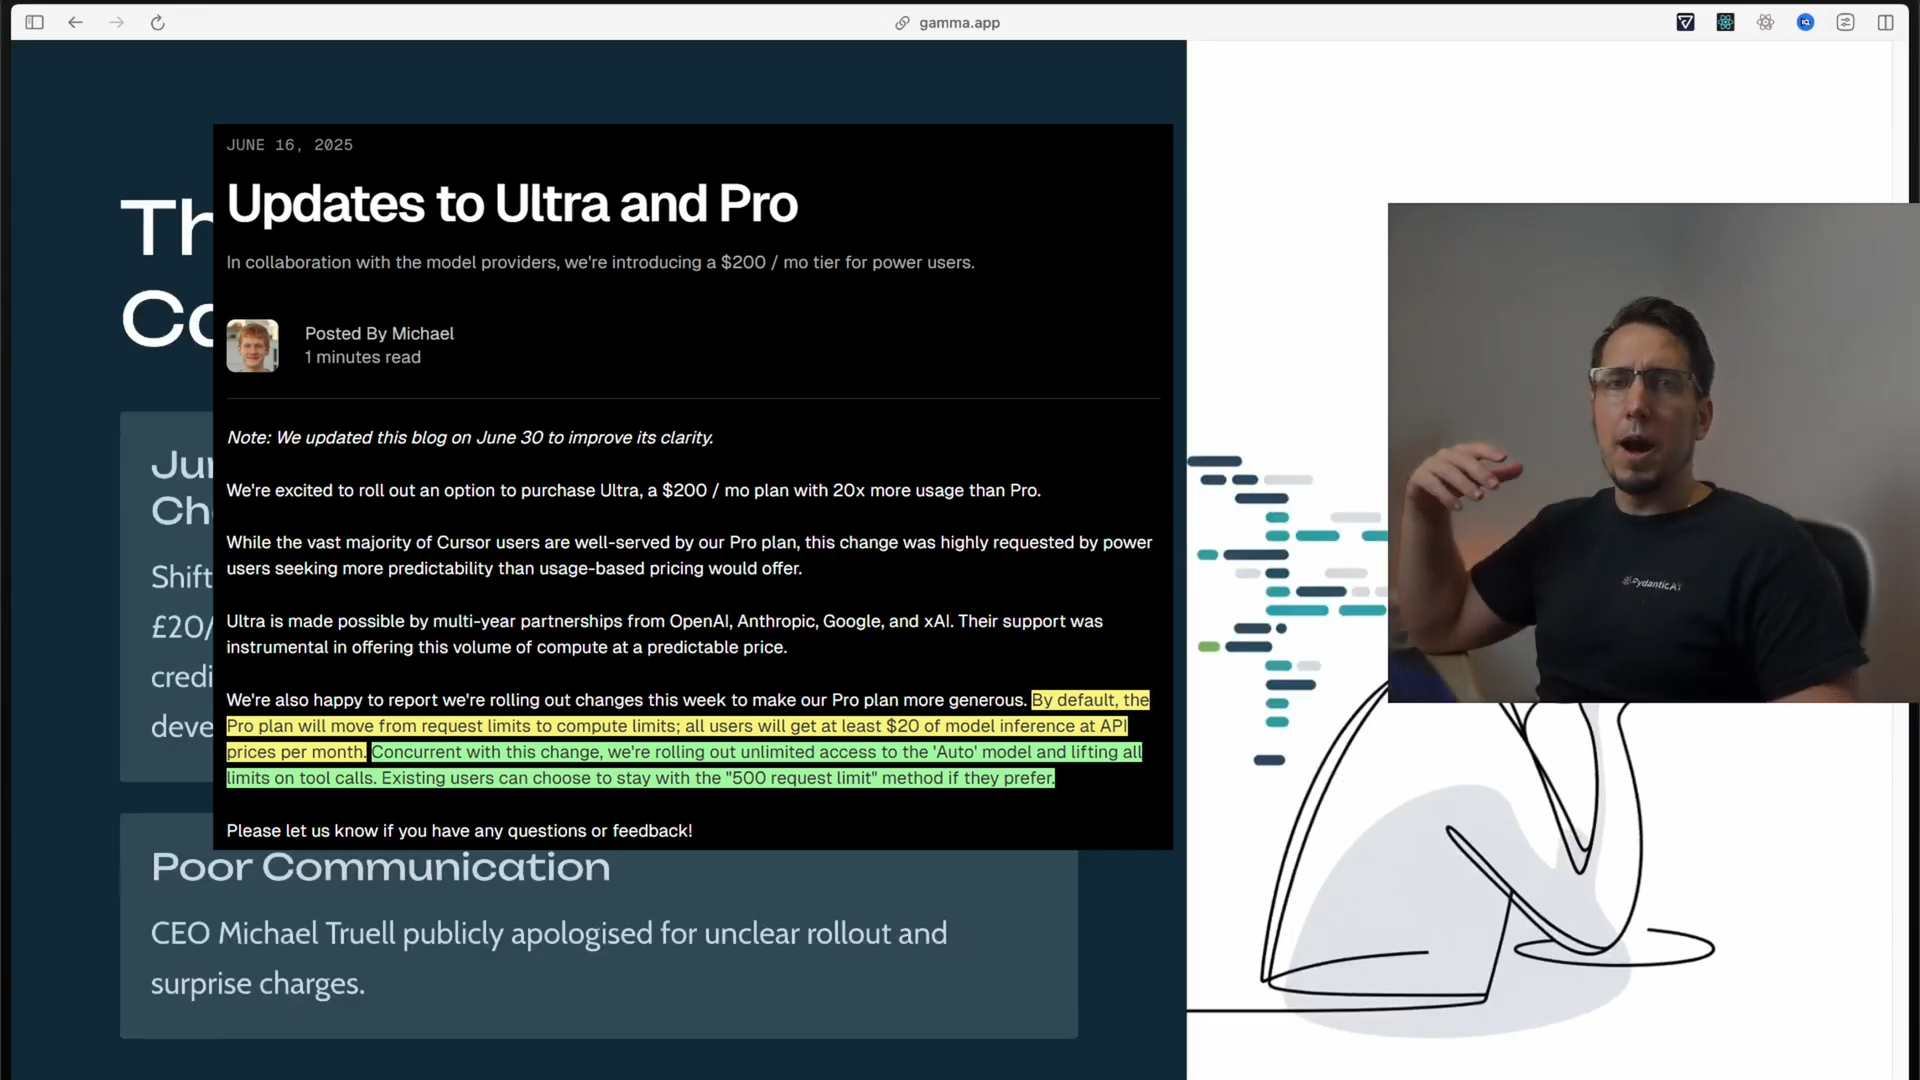 gamma.app
Th
Co
JUNE 16, 2025
Updates to Ultra and Pro
In collaboration with the model providers, we're introducing a $200 / mo tier for power users.
Posted By Michael
1 minutes read
Note: We updated this blog on June 30 to improve its clarity.
We're excited to roll out an option to purchase Ultra, a $200 / mo plan with 20x more usage than Pro.
While the vast majority of Cursor users are well-served by our Pro plan, this change was highly requested by power
users seeking more predictability than usage-based pricing would offer.
Ultra is made possible by multi-year partnerships from OpenAI, Anthropic, Google, and xAI. Their support was
instrumental in offering this volume of compute at a predictable price.
We're also happy to report we're rolling out changes this week to make our Pro plan more generous. By default, the
Pro plan will move from request limits to compute limits; all users will get at least $20 of model inference at API
prices per month. Concurrent with this change, we're rolling out unlimited access to the 'Auto' model and lifting all
limits on tool calls. Existing users can choose to stay with the "500 request limit" method if they prefer.
Please let us know if you have any questions or feedback!
Jun
Ch
Shift
£20/
credi
deve
Poor Communication
CEO Michael Truell publicly apologised for unclear rollout and
surprise charges.
PydanticAI